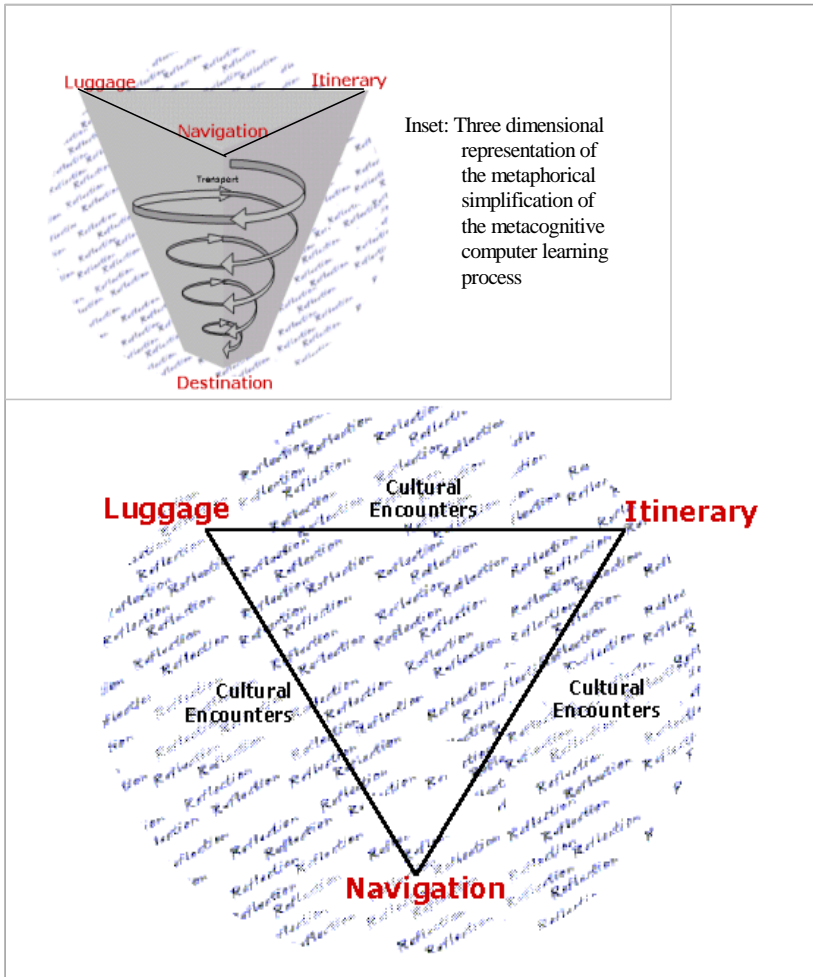 Luggage
Itinerary
Navigation
Transport
Destination
Inset: Three dimensional
representation of
the metaphorical
simplification of
the metacognitive
computer learning
process
Reflection
Cultural
Encounters
Luggage
Itinerary
Cultural
Encounters
Cultural
Encounters
Navigation